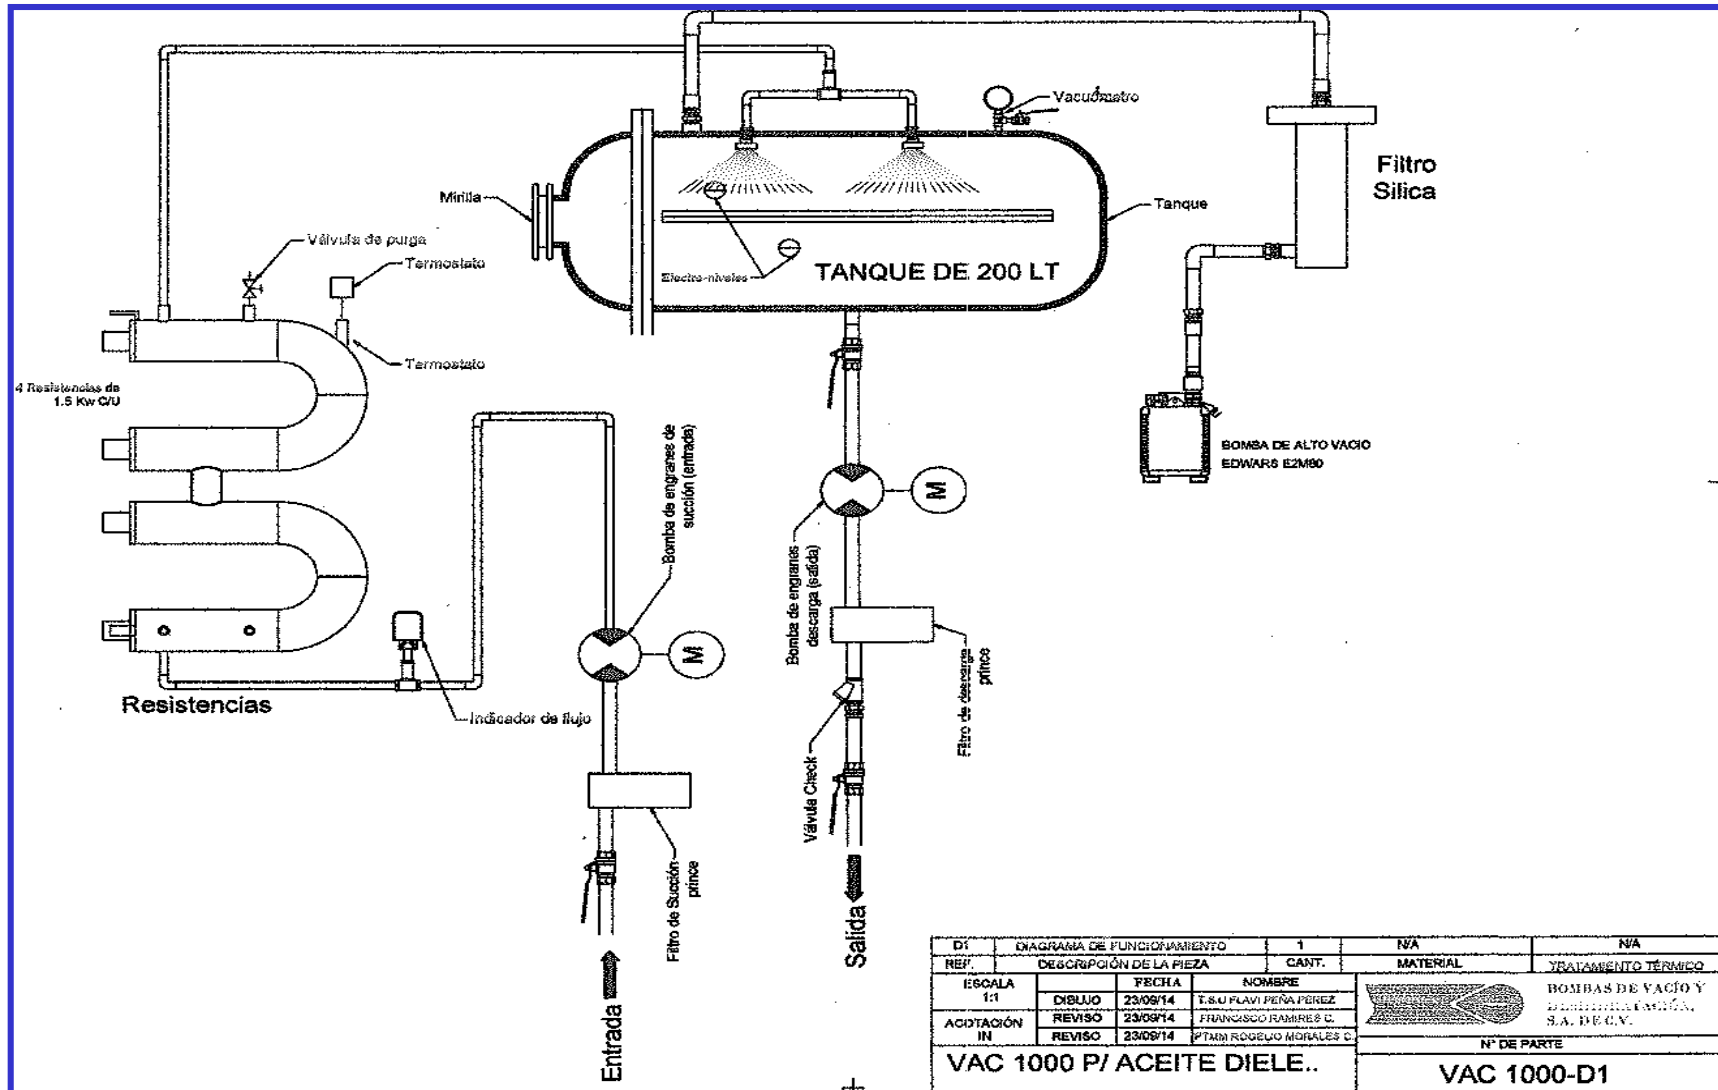 Vacuómetro
Filtro
Silica
Mirilla
Tanque
Válvula de purga
Termostato
Electro-niveles
TANQUE DE 200 LT
Termostato
4 Resistencias de
1.5 Kw C/U
Bomba de engranes de
succión (entrada)
BOMBA DE ALTO VACIO
EDWARS E2M80
M
Bomba de engranes
descarga (salida)
M
Resistencias
Indicador de flujo
Filtro de descarga
prince
Válvula Check
Filtro de Succión
prince
Salida
Entrada
D1 DIAGRAMA DE FUNCIONAMIENTO 1 N/A N/A
REF. DESCRIPCIÓN DE LA PIEZA CANT. MATERIAL TRATAMIENTO TÉRMICO
ESCALA
1:1
FECHA NOMBRE
DIBUJO 23/09/14 T.S.U FLAVI PEÑA PEREZ
ACOTACIÓN
IN
REVISO 23/09/14 FRANCISCO RAMIRES C.
REVISO 23/09/14 ROGELIO MORALES C.
BOMBAS DE VACÍO Y
S.A. DE C.V.
Nº DE PARTE
VAC 1000 P/ ACEITE DIELE..
VAC 1000-D1